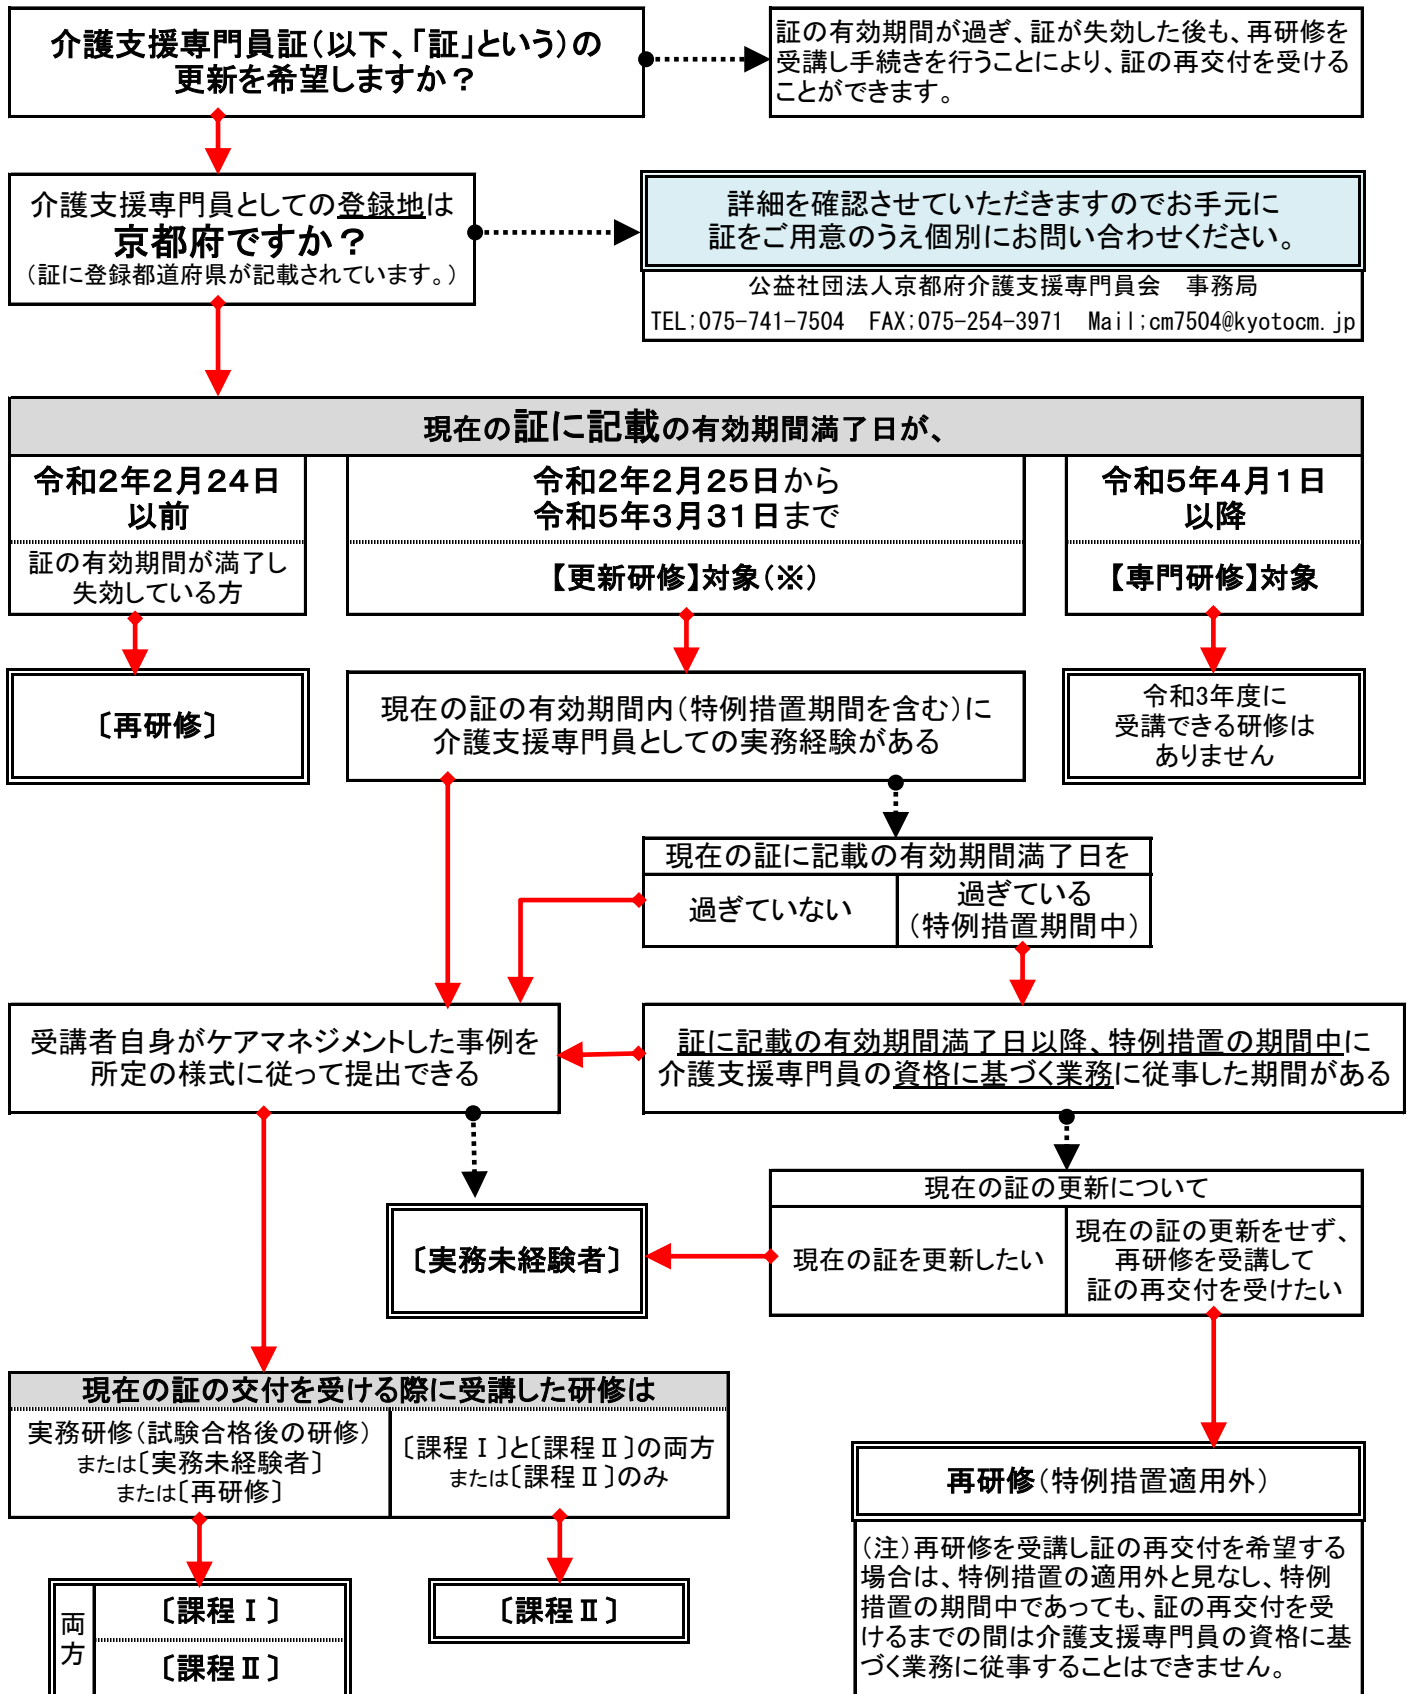 介護支援専門員証（以下、「証」という）の
更新を希望しますか？
証の有効期間が過ぎ、証が失効した後も、再研修を
受講し手続きを行うことにより、証の再交付を受ける
ことができます。
介護支援専門員としての登録地は
京都府ですか？
（証に登録都道府県が記載されています。）
詳細を確認させていただきますのでお手元に
証をご用意のうえ個別にお問い合わせください。
公益社団法人京都府介護支援専門員会　事務局
TEL;075-741-7504　FAX;075-254-3971　Mail;cm7504@kyotocm.jp
現在の証に記載の有効期間満了日が、
令和2年2月24日
以前
証の有効期間が満了し
失効している方
令和2年2月25日から
令和5年3月31日まで
【更新研修】対象（※）
令和5年4月1日
以降
【専門研修】対象
〔再研修〕
現在の証の有効期間内（特例措置期間を含む）に
介護支援専門員としての実務経験がある
令和3年度に
受講できる研修は
ありません
現在の証に記載の有効期間満了日を
過ぎていない
過ぎている
（特例措置期間中）
受講者自身がケアマネジメントした事例を
所定の様式に従って提出できる
証に記載の有効期間満了日以降、特例措置の期間中に
介護支援専門員の資格に基づく業務に従事した期間がある
現在の証の更新について
現在の証を更新したい
現在の証の更新をせず、
再研修を受講して
証の再交付を受けたい
〔実務未経験者〕
現在の証の交付を受ける際に受講した研修は
実務研修（試験合格後の研修）
または〔実務未経験者〕
または〔再研修〕
〔課程Ⅰ〕と〔課程Ⅱ〕の両方
または〔課程Ⅱ〕のみ
再研修（特例措置適用外）
（注）再研修を受講し証の再交付を希望する
場合は、特例措置の適用外と見なし、特例
措置の期間中であっても、証の再交付を受
けるまでの間は介護支援専門員の資格に基
づく業務に従事することはできません。
両方
〔課程Ⅰ〕
〔課程Ⅱ〕
〔課程Ⅱ〕